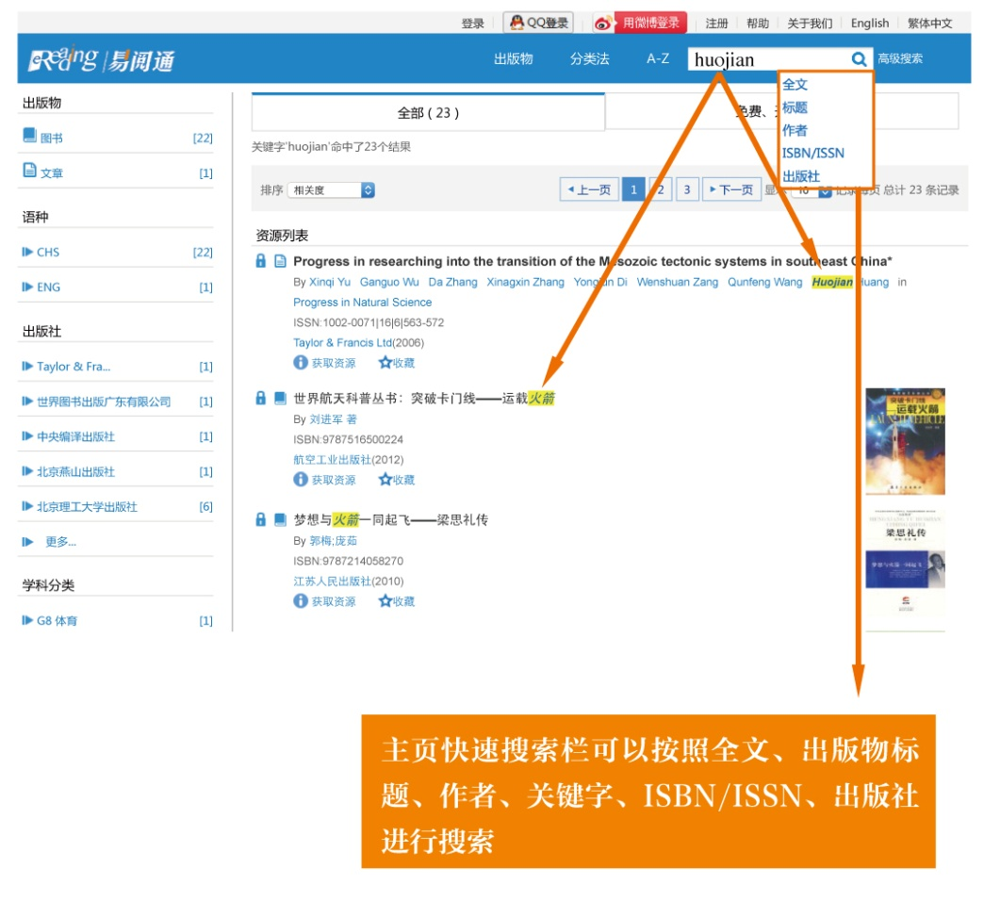 登录 QQ登录 用微博登录 注册 帮助 关于我们 English 繁体中文
eReading 易阅通 出版物 分类法 A-Z huojian 高级搜索
全文
标题
作者
ISBN/ISSN
出版社
出版物
图书 [22]
文章 [1]
语种
CHS [22]
ENG [1]
出版社
Taylor & Fra... [1]
世界图书出版广东有限公司 [1]
中央编译出版社 [1]
北京燕山出版社 [1]
北京理工大学出版社 [6]
更多...
学科分类
G8 体育 [1]
全部 ( 23 ) 免费、
关键字'huojian'命中了23个结果
排序 相关度 上一页 1 2 3 下一页 显 10 记录每页 总计 23 条记录
资源列表
Progress in researching into the transition of the Mesozoic tectonic systems in southeast China*
By Xinqi Yu Ganguo Wu Da Zhang Xinagxin Zhang Yongjun Di Wenshuan Zang Qunfeng Wang Huojian Huang in
Progress in Natural Science
ISSN:1002-0071|16|6|563-572
Taylor & Francis Ltd(2006)
获取资源 收藏
世界航天科普丛书：突破卡门线——运载火箭
By 刘进军 著
ISBN:9787516500224
航空工业出版社(2012)
获取资源 收藏
梦想与火箭一同起飞——梁思礼传
By 郭梅;庞茹
ISBN:9787214058270
江苏人民出版社(2010)
获取资源 收藏
突破卡门线
运载火箭
梁思礼传
主页快速搜索栏可以按照全文、出版物标
题、作者、关键字、ISBN/ISSN、出版社
进行搜索